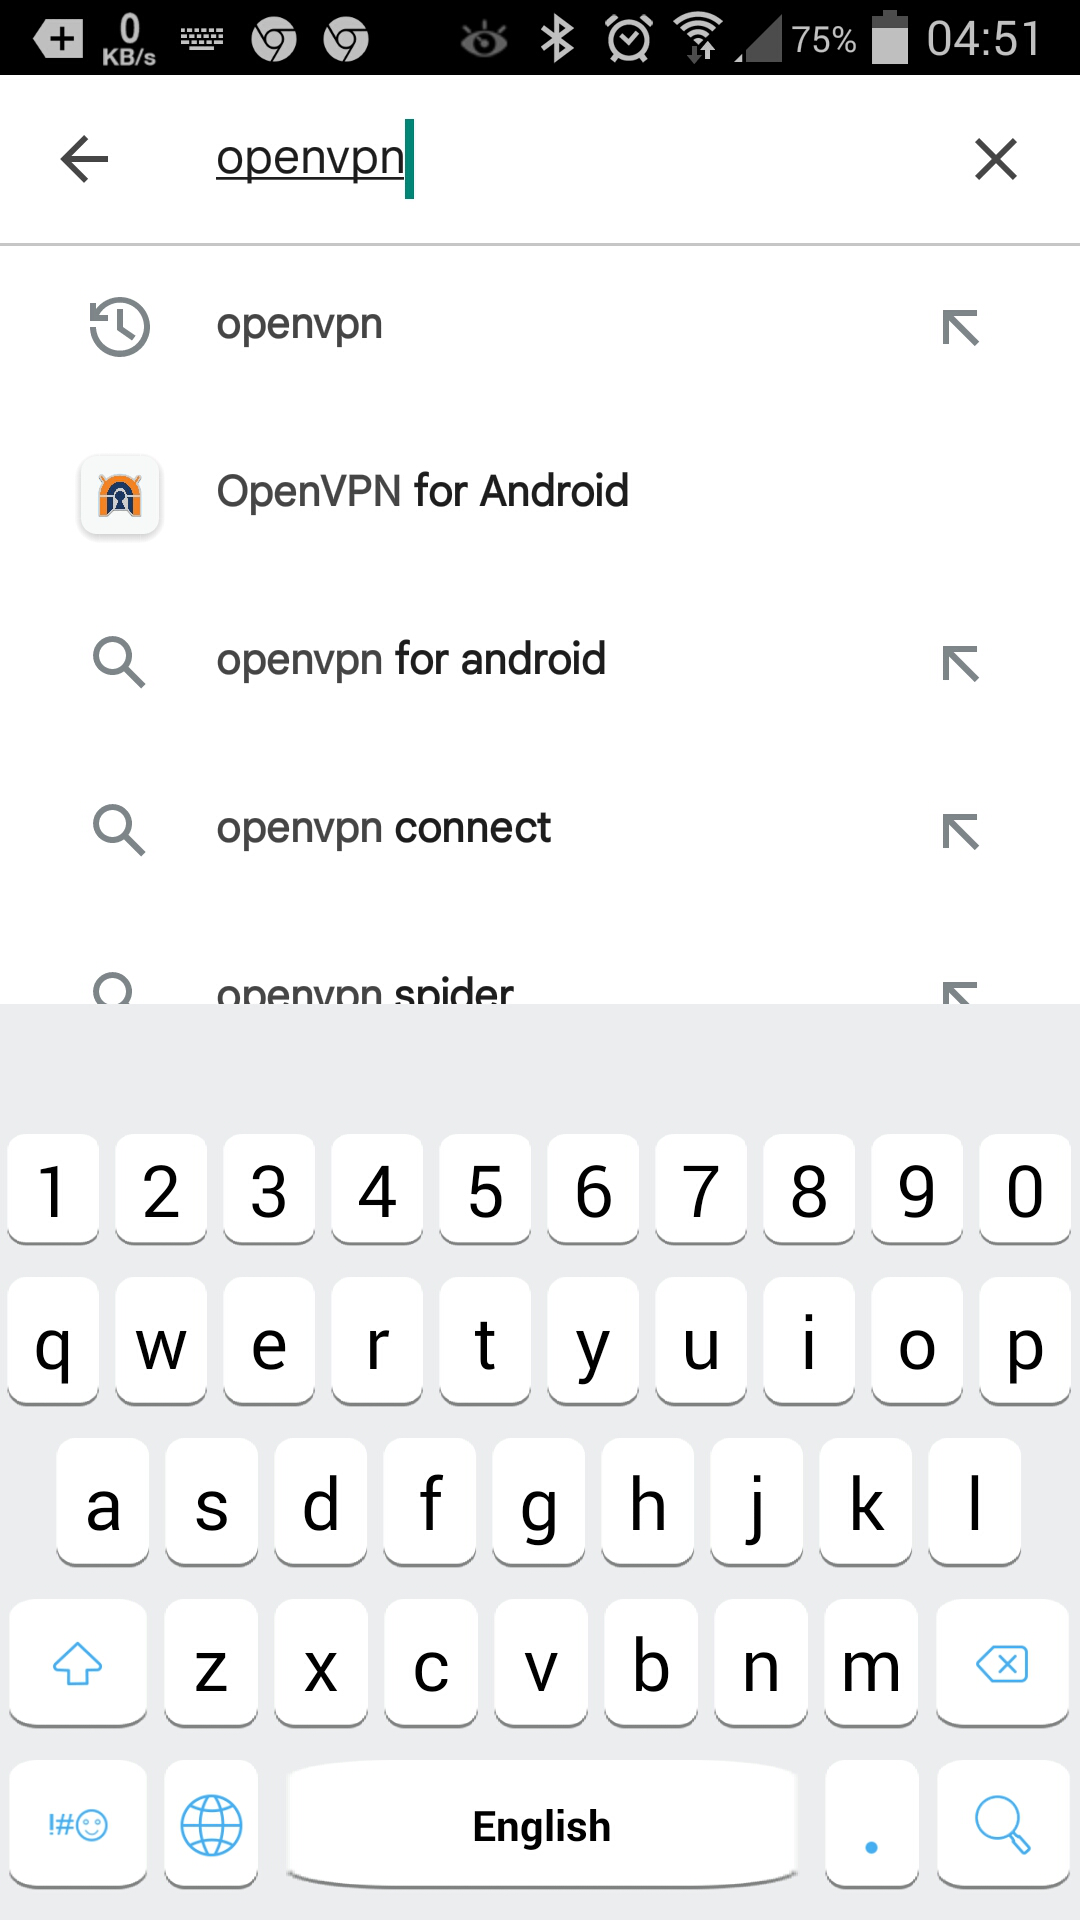 0 KB/s 75% 04:51
openvpn
openvpn
OpenVPN for Android
openvpn for android
openvpn connect
openvpn spider
1 2 3 4 5 6 7 8 9 0
q w e r t y u i o p
a s d f g h j k l
z x c v b n m
!#☺ English .